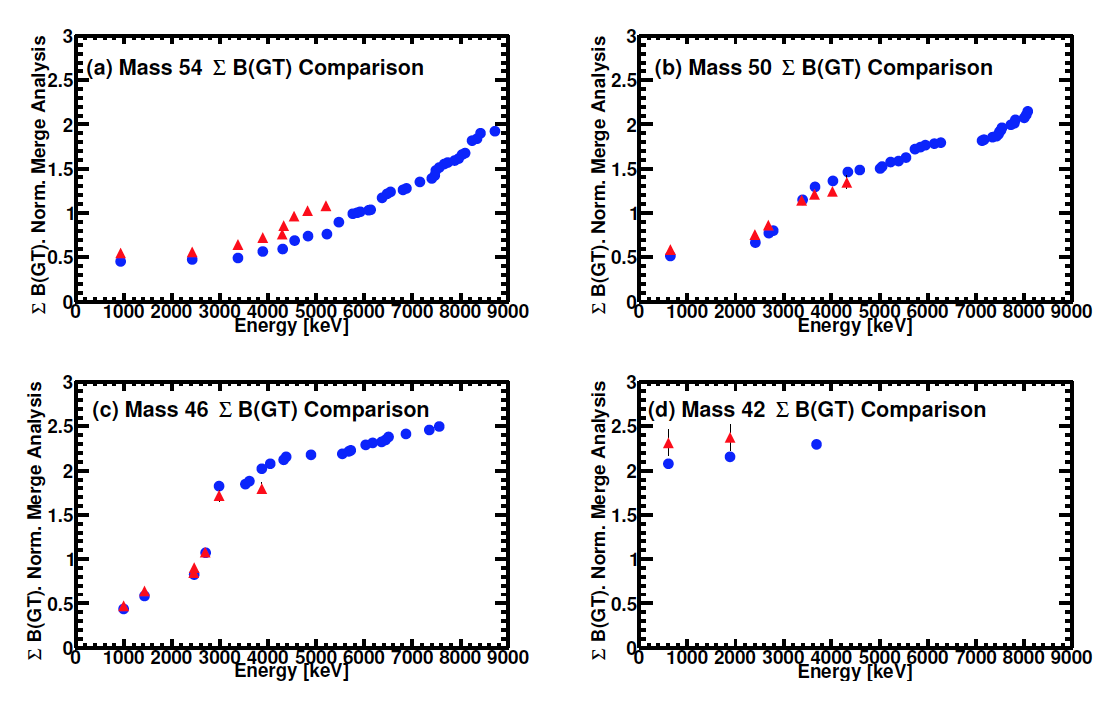 (a) Mass 54 Σ B(GT) Comparison
Σ B(GT). Norm. Merge Analysis
3
2.5
2
1.5
1
0.5
0
0 1000 2000 3000 4000 5000 6000 7000 8000 9000
Energy [keV]
(b) Mass 50 Σ B(GT) Comparison
Σ B(GT). Norm. Merge Analysis
3
2.5
2
1.5
1
0.5
0
0 1000 2000 3000 4000 5000 6000 7000 8000 9000
Energy [keV]
(c) Mass 46 Σ B(GT) Comparison
Σ B(GT). Norm. Merge Analysis
3
2.5
2
1.5
1
0.5
0
0 1000 2000 3000 4000 5000 6000 7000 8000 9000
Energy [keV]
(d) Mass 42 Σ B(GT) Comparison
Σ B(GT). Norm. Merge Analysis
3
2.5
2
1.5
1
0.5
0
0 1000 2000 3000 4000 5000 6000 7000 8000 9000
Energy [keV]